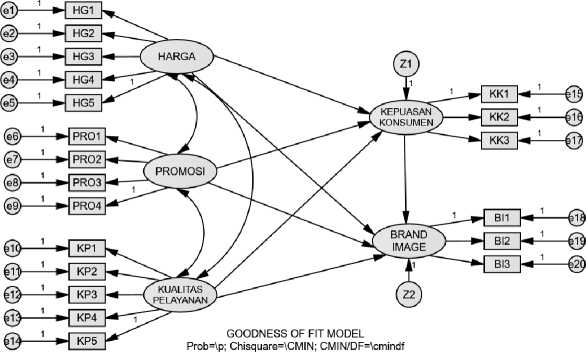 e1 1 HG1
e2 1 HG2
e3 1 HG3
e4 1 HG4
e5 1 HG5
1
HARGA
e6 1 PRO1
e7 1 PRO2
e8 1 PRO3
e9 1 PRO4
1
PROMOSI
e10 1 KP1
e11 1 KP2
e12 1 KP3
e13 1 KP4
e14 1 KP5
1
KUALITAS
PELAYANAN
Z1
1
KEPUASAN
KONSUMEN
1 KK1 1 e15
KK2 1 e16
KK3 1 e17
BRAND
IMAGE
1
Z2
1 BI1 1 e18
BI2 1 e19
BI3 1 e20
GOODNESS OF FIT MODEL
Prob=\p; Chisquare=\CMIN; CMIN/DF=\cmindf